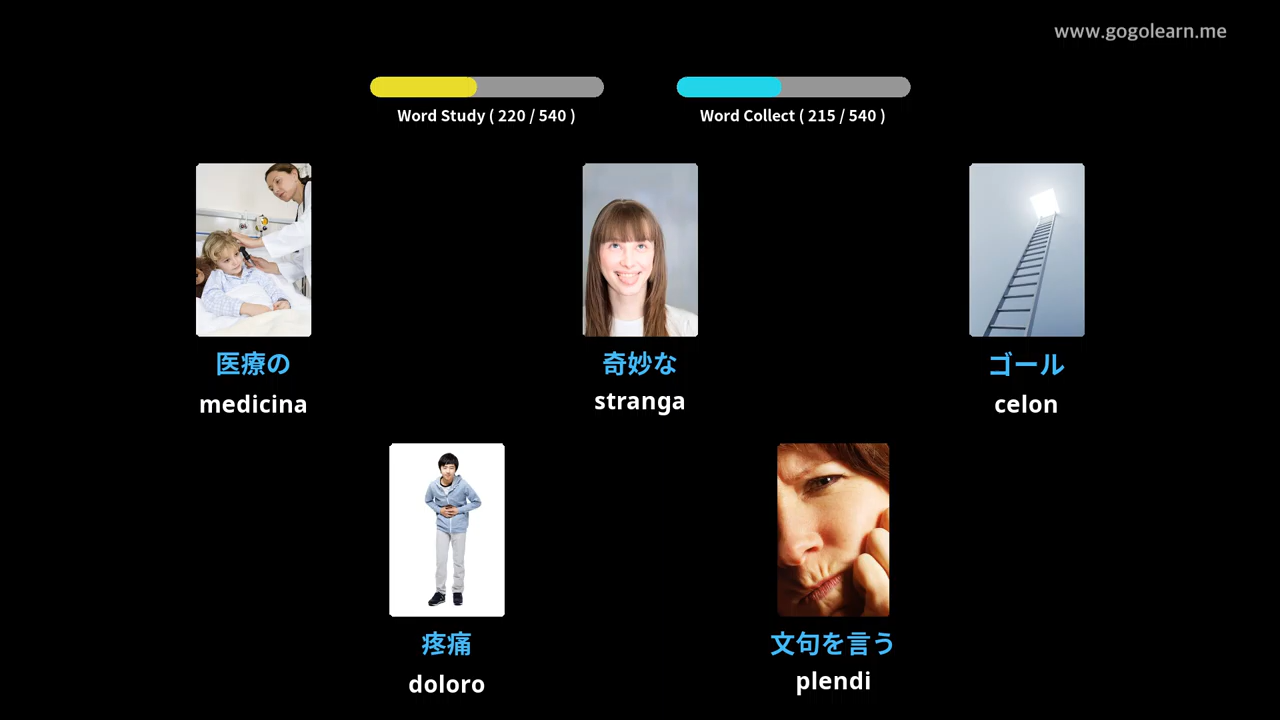 www.gogolearn.me
Word Study ( 220 / 540 )
Word Collect ( 215 / 540 )
医療の
medicina
奇妙な
stranga
ゴール
celon
疼痛
doloro
文句を言う
plendi